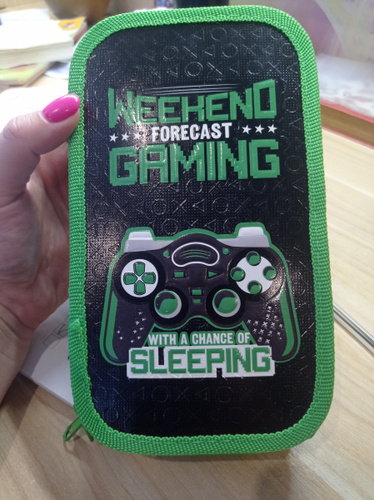 WEEKEND
FORECAST
GAMING
WITH A CHANCE OF
SLEEPING